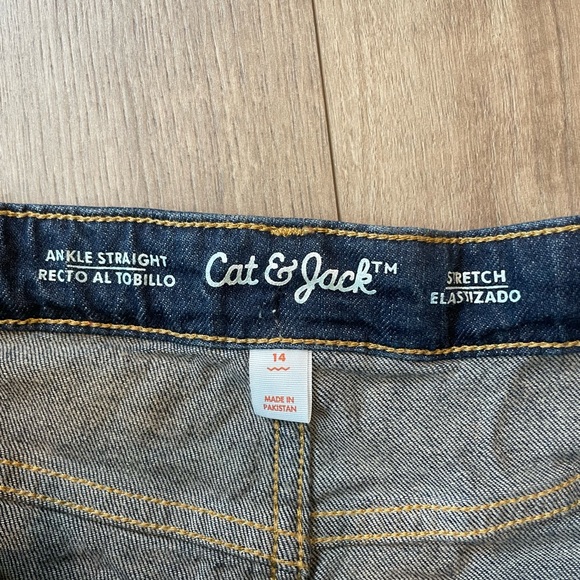 ANKLE STRAIGHT
RECTO AL TOBILLO
Cat & Jack™
STRETCH
ELASTIZADO
14
MADE IN
PAKISTAN